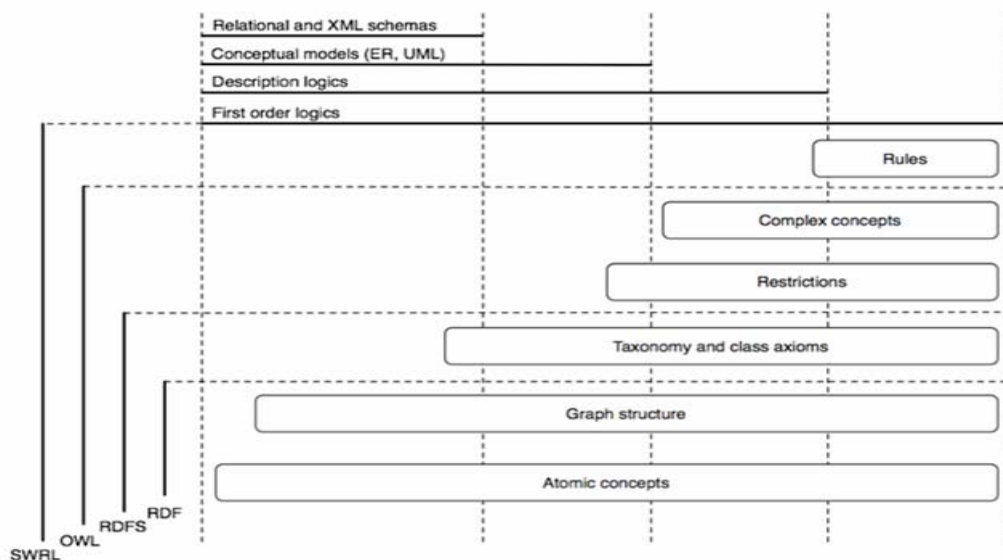 Relational and XML schemas
Conceptual models (ER, UML)
Description logics
First order logics
Rules
Complex concepts
Restrictions
Taxonomy and class axioms
Graph structure
Atomic concepts
RDF
RDFS
OWL
SWRL